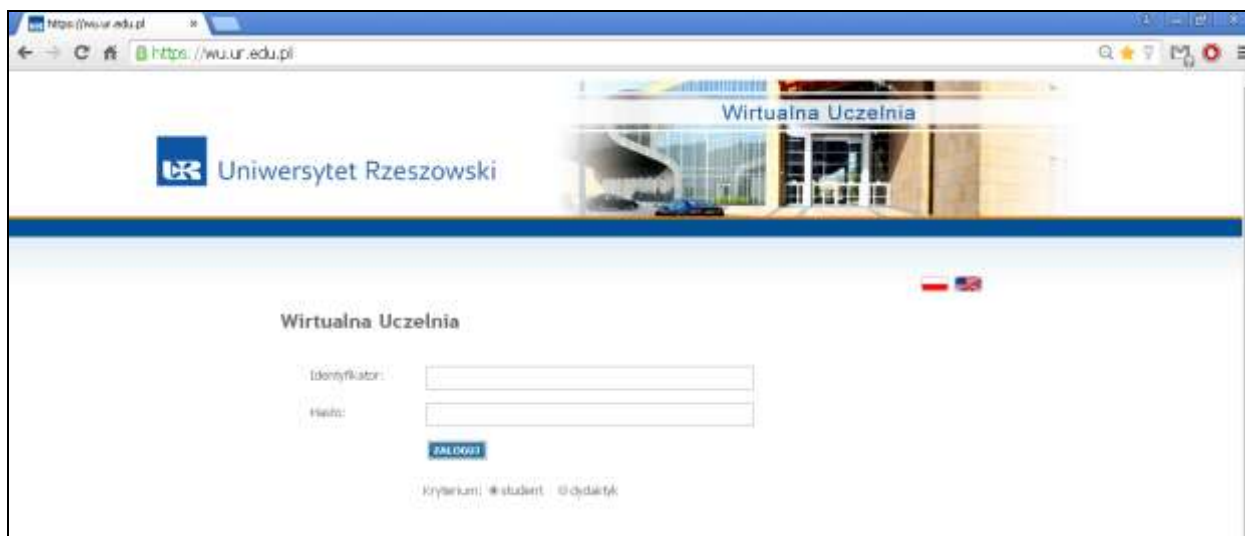 https://wu.ur.edu.pl
https://wu.ur.edu.pl
Wirtualna Uczelnia
UR Uniwersytet Rzeszowski
Wirtualna Uczelnia
Identyfikator:
Hasło:
ZALOGUJ
Kryterium: student dydaktyk